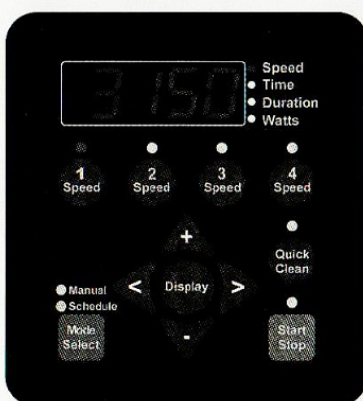 3150
Speed
Time
Duration
Watts
1
Speed
2
Speed
3
Speed
4
Speed
+
Quick
Clean
<
Display
>
Manual
Schedule
-
Mode
Select
Start
Stop